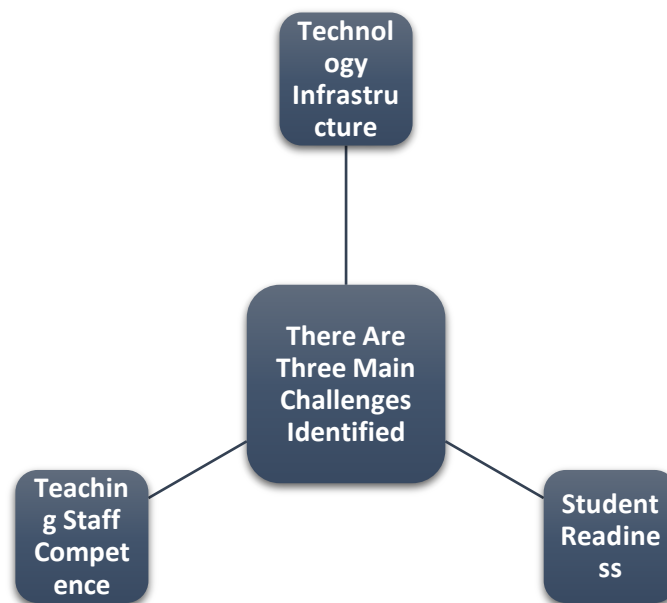 Technol
ogy
Infrastru
cture
There Are
Three Main
Challenges
Identified
Teachin
g Staff
Compet
ence
Student
Readine
ss